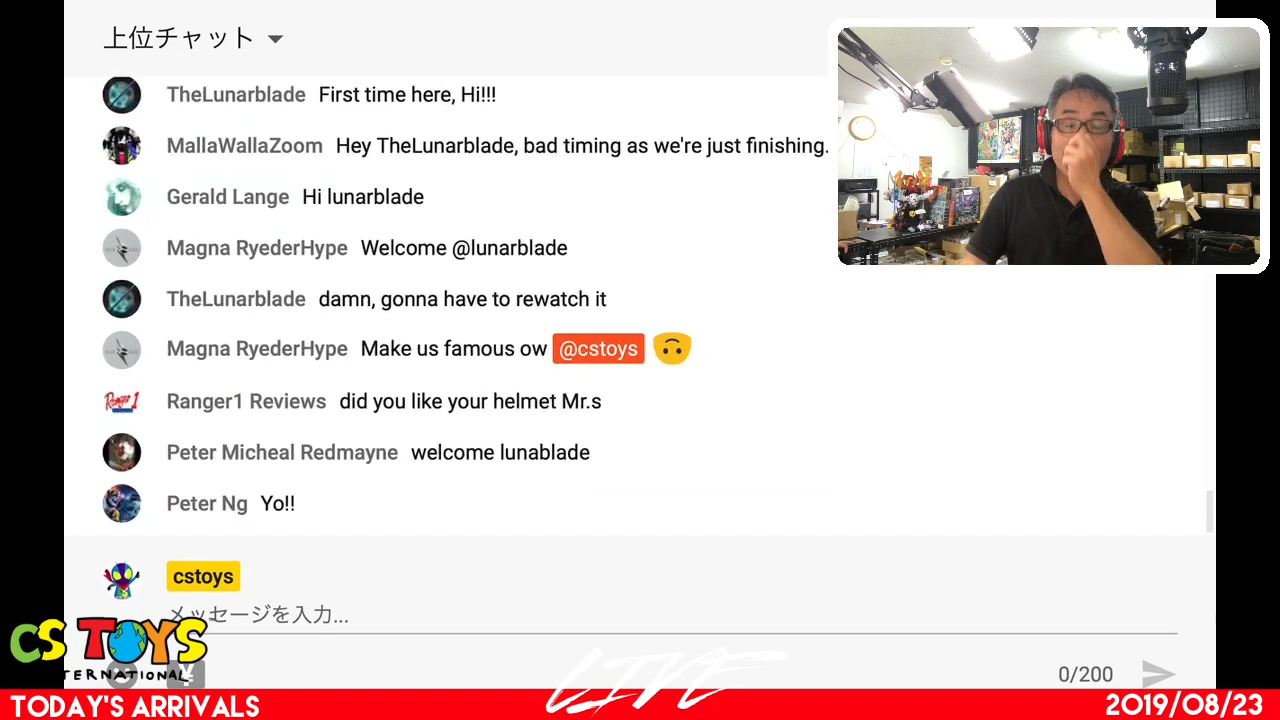 上位チャット
TheLunarblade First time here, Hi!!!
MallaWallaZoom Hey TheLunarblade, bad timing as we're just finishing.
Gerald Lange Hi lunarblade
Magna RyederHype Welcome @lunarblade
TheLunarblade damn, gonna have to rewatch it
Magna RyederHype Make us famous ow @cstoys
Ranger1 Reviews did you like your helmet Mr.s
Peter Micheal Redmayne welcome lunablade
Peter Ng Yo!!
cstoys
メッセージを入力...
CS TOYS
TERNATIONAL
¥
0/200
LIVE
TODAY'S ARRIVALS
2019/08/23